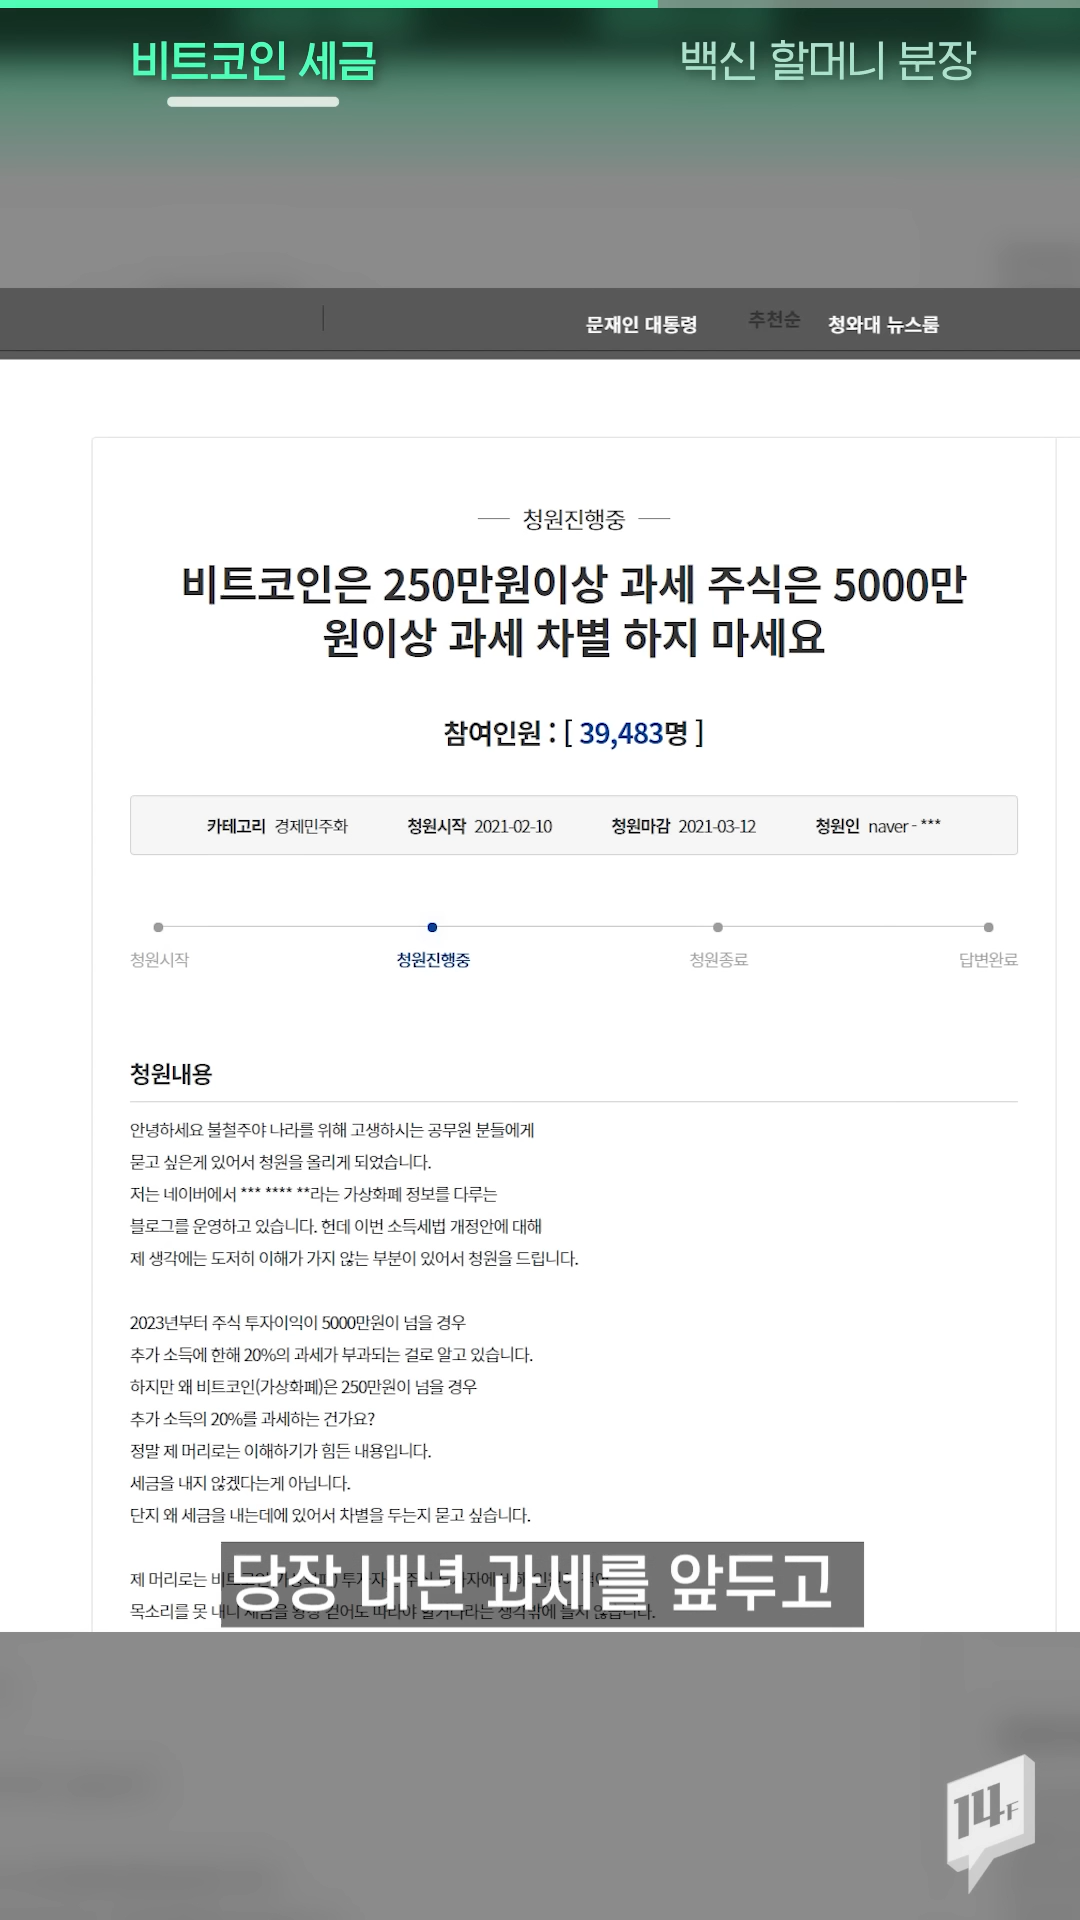 비트코인 세금
백신 할머니 분장
문재인 대통령
추천순
청와대 뉴스룸
청원진행중
비트코인은 250만원이상 과세 주식은 5000만
원이상 과세 차별 하지 마세요
참여인원 : [ 39,483명 ]
카테고리 경제민주화 청원시작 2021-02-10 청원마감 2021-03-12 청원인 naver - ***
청원시작 청원진행중 청원종료 답변완료
청원내용
안녕하세요 불철주야 나라를 위해 고생하시는 공무원 분들에게
묻고 싶은게 있어서 청원을 올리게 되었습니다.
저는 네이버에서 *** **** **라는 가상화폐 정보를 다루는
블로그를 운영하고 있습니다. 헌데 이번 소득세법 개정안에 대해
제 생각에는 도저히 이해가 가지 않는 부분이 있어서 청원을 드립니다.
2023년부터 주식 투자이익이 5000만원이 넘을 경우
추가 소득에 한해 20%의 과세가 부과되는 걸로 알고 있습니다.
하지만 왜 비트코인(가상화폐)은 250만원이 넘을 경우
추가 소득의 20%를 과세하는 건가요?
정말 제 머리로는 이해하기가 힘든 내용입니다.
세금을 내지 않겠다는게 아닙니다.
단지 왜 세금을 내는데에 있어서 차별을 두는지 묻고 싶습니다.
제 머리로는
목소리를 못
당장 내년 과세를 앞두고
14F